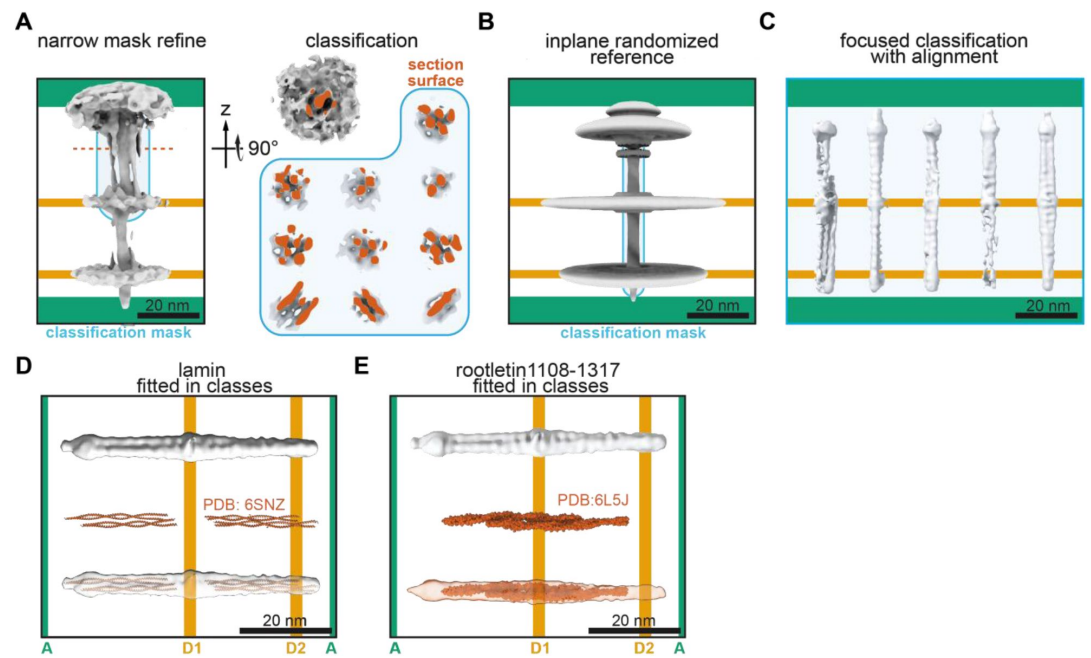 A
narrow mask refine
classification
section
surface
z
90°
20 nm
classification mask
B
inplane randomized
reference
20 nm
classification mask
C
focused classification
with alignment
20 nm
D
lamin
fitted in classes
PDB: 6SNZ
20 nm
A
D1
D2
A
E
rootletin1108-1317
fitted in classes
PDB:6L5J
20 nm
A
D1
D2
A